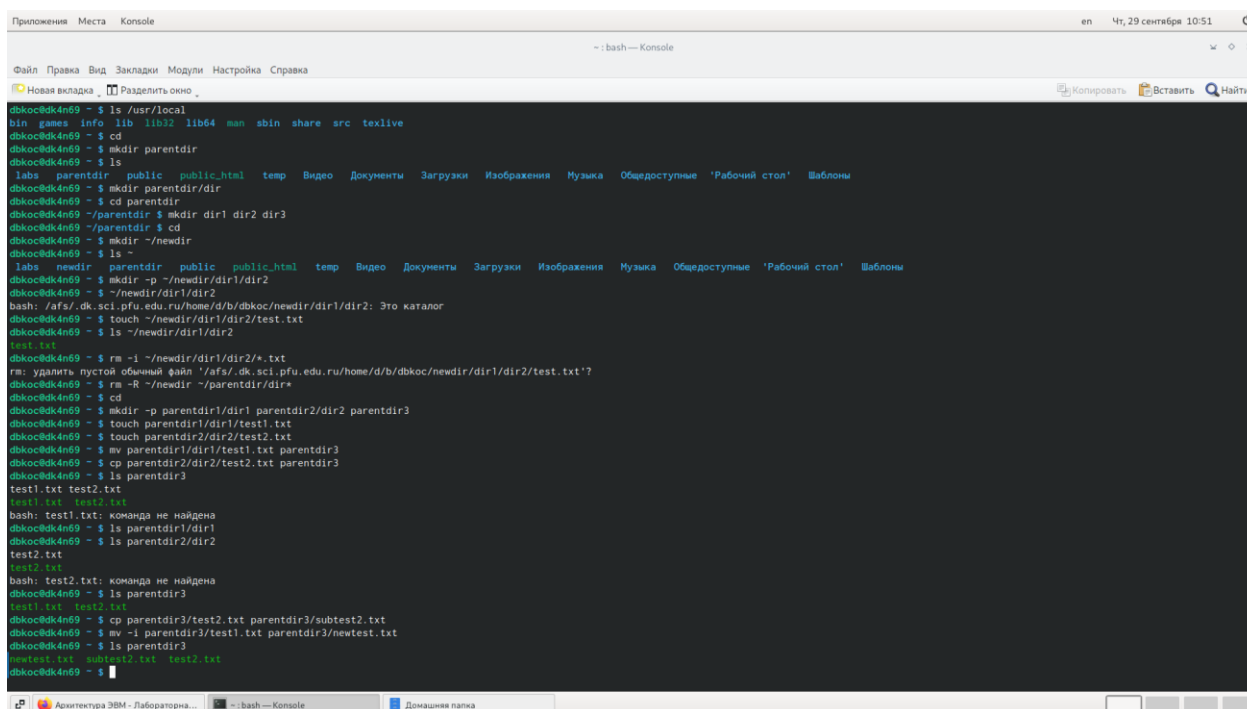 Приложения Места Konsole en Чт, 29 сентября 10:51
~ : bash — Konsole
Файл Правка Вид Закладки Модули Настройка Справка
Новая вкладка Разделить окно Копировать Вставить Найти
dbkoc@dk4n69 ~ $ ls /usr/local
bin games info lib lib32 lib64 man sbin share src texlive
dbkoc@dk4n69 ~ $ cd
dbkoc@dk4n69 ~ $ mkdir parentdir
dbkoc@dk4n69 ~ $ ls
labs parentdir public public_html temp Видео Документы Загрузки Изображения Музыка Общедоступные 'Рабочий стол' Шаблоны
dbkoc@dk4n69 ~ $ mkdir parentdir/dir
dbkoc@dk4n69 ~ $ cd parentdir
dbkoc@dk4n69 ~/parentdir $ mkdir dir1 dir2 dir3
dbkoc@dk4n69 ~/parentdir $ cd
dbkoc@dk4n69 ~ $ mkdir ~/newdir
dbkoc@dk4n69 ~ $ ls ~
labs newdir parentdir public public_html temp Видео Документы Загрузки Изображения Музыка Общедоступные 'Рабочий стол' Шаблоны
dbkoc@dk4n69 ~ $ mkdir -p ~/newdir/dir1/dir2
dbkoc@dk4n69 ~ $ ~/newdir/dir1/dir2
bash: /afs/.dk.sci.pfu.edu.ru/home/d/b/dbkoc/newdir/dir1/dir2: Это каталог
dbkoc@dk4n69 ~ $ touch ~/newdir/dir1/dir2/test.txt
dbkoc@dk4n69 ~ $ ls ~/newdir/dir1/dir2
test.txt
dbkoc@dk4n69 ~ $ rm -i ~/newdir/dir1/dir2/*.txt
rm: удалить пустой обычный файл '/afs/.dk.sci.pfu.edu.ru/home/d/b/dbkoc/newdir/dir1/dir2/test.txt'?
dbkoc@dk4n69 ~ $ rm -R ~/newdir ~/parentdir/dir*
dbkoc@dk4n69 ~ $ cd
dbkoc@dk4n69 ~ $ mkdir -p parentdir1/dir1 parentdir2/dir2 parentdir3
dbkoc@dk4n69 ~ $ touch parentdir1/dir1/test1.txt
dbkoc@dk4n69 ~ $ touch parentdir2/dir2/test2.txt
dbkoc@dk4n69 ~ $ mv parentdir1/dir1/test1.txt parentdir3
dbkoc@dk4n69 ~ $ cp parentdir2/dir2/test2.txt parentdir3
dbkoc@dk4n69 ~ $ ls parentdir3
test1.txt test2.txt
test1.txt test2.txt
bash: test1.txt: команда не найдена
dbkoc@dk4n69 ~ $ ls parentdir1/dir1
dbkoc@dk4n69 ~ $ ls parentdir2/dir2
test2.txt
test2.txt
bash: test2.txt: команда не найдена
dbkoc@dk4n69 ~ $ ls parentdir3
test1.txt test2.txt
dbkoc@dk4n69 ~ $ cp parentdir3/test2.txt parentdir3/subtest2.txt
dbkoc@dk4n69 ~ $ mv -i parentdir3/test1.txt parentdir3/newtest.txt
dbkoc@dk4n69 ~ $ ls parentdir3
newtest.txt subtest2.txt test2.txt
dbkoc@dk4n69 ~ $
Архитектура ЭВМ - Лабораторна... ~ : bash — Konsole Домашняя папка